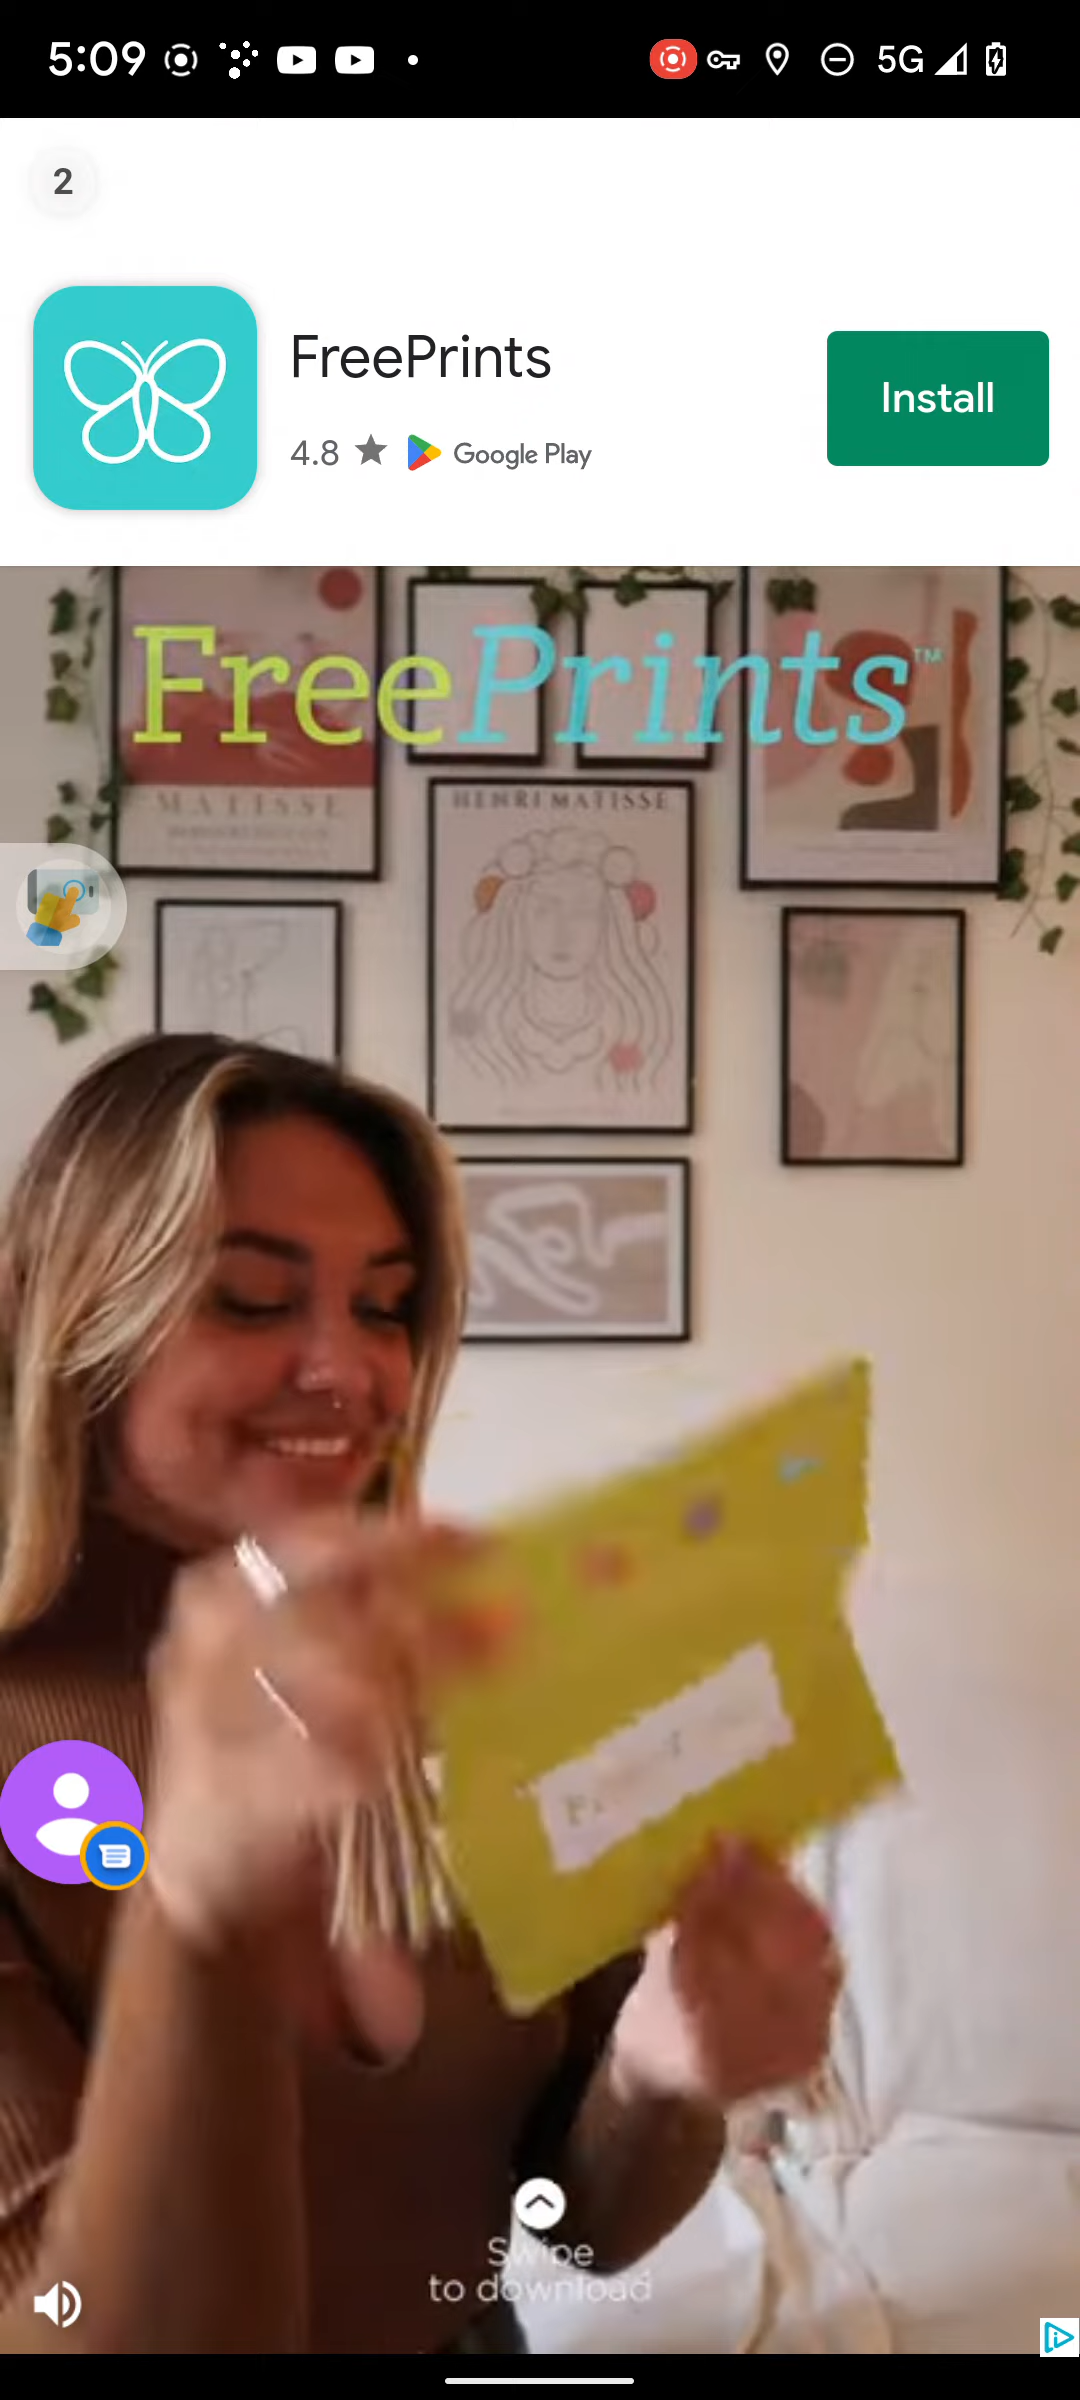 5:09
5G
2
FreePrints
4.8 ★ Google Play
Install
FreePrints™
MATISSE
HENRI MATISSE
Swipe
to download